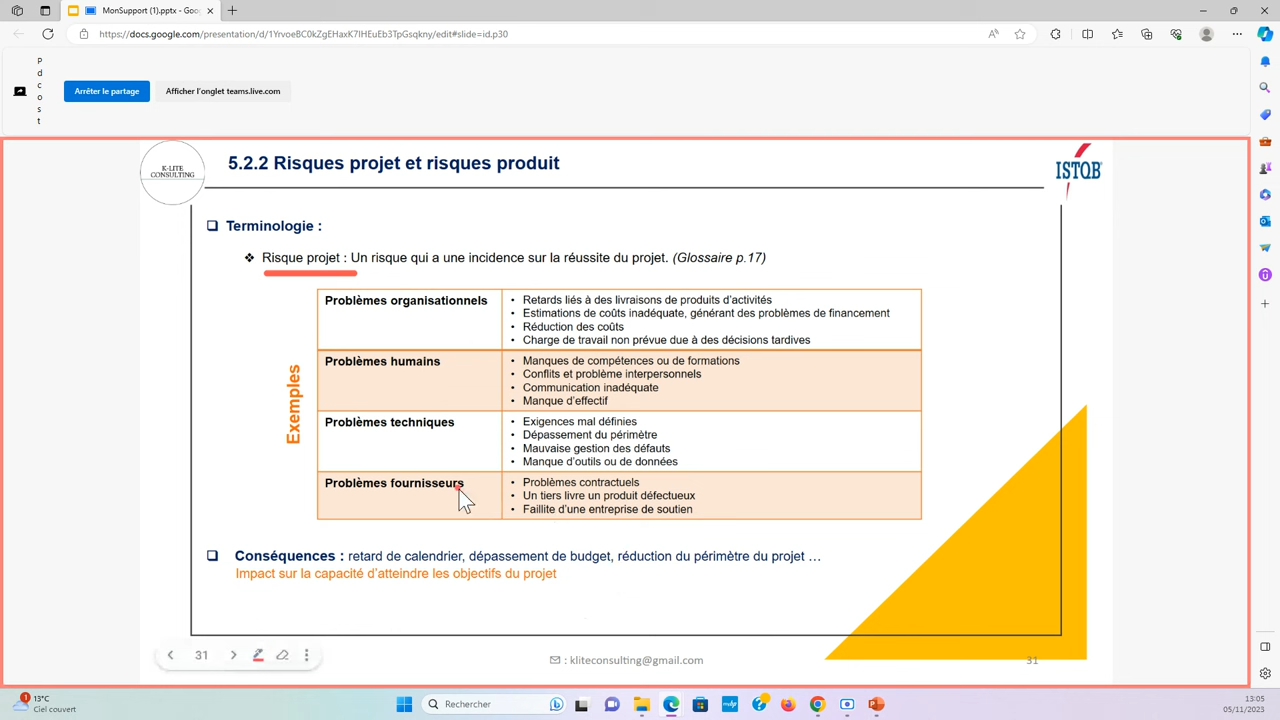 MonSupport (1).pptx - Goo
https://docs.google.com/presentation/d/1YrvoeBC0kZgEHaxK7IHEuEb3TpGsqkny/edit#slide=id.p30
P
d
c
o
s
t
Arrêter le partage
Afficher l'onglet teams.live.com
K-LITE
CONSULTING
5.2.2 Risques projet et risques produit
ISTQB
Terminologie :
Risque projet : Un risque qui a une incidence sur la réussite du projet. (Glossaire p.17)
Exemples
Problèmes organisationnels
• Retards liés à des livraisons de produits d'activités
• Estimations de coûts inadéquate, générant des problèmes de financement
• Réduction des coûts
• Charge de travail non prévue due à des décisions tardives
Problèmes humains
• Manques de compétences ou de formations
• Conflits et problème interpersonnels
• Communication inadéquate
• Manque d'effectif
Problèmes techniques
• Exigences mal définies
• Dépassement du périmètre
• Mauvaise gestion des défauts
• Manque d'outils ou de données
Problèmes fournisseurs
• Problèmes contractuels
• Un tiers livre un produit défectueux
• Faillite d'une entreprise de soutien
Conséquences : retard de calendrier, dépassement de budget, réduction du périmètre du projet …
Impact sur la capacité d'atteindre les objectifs du projet
31
kliteconsulting@gmail.com
31
1
13°C
Ciel couvert
Rechercher
13:05
05/11/2023